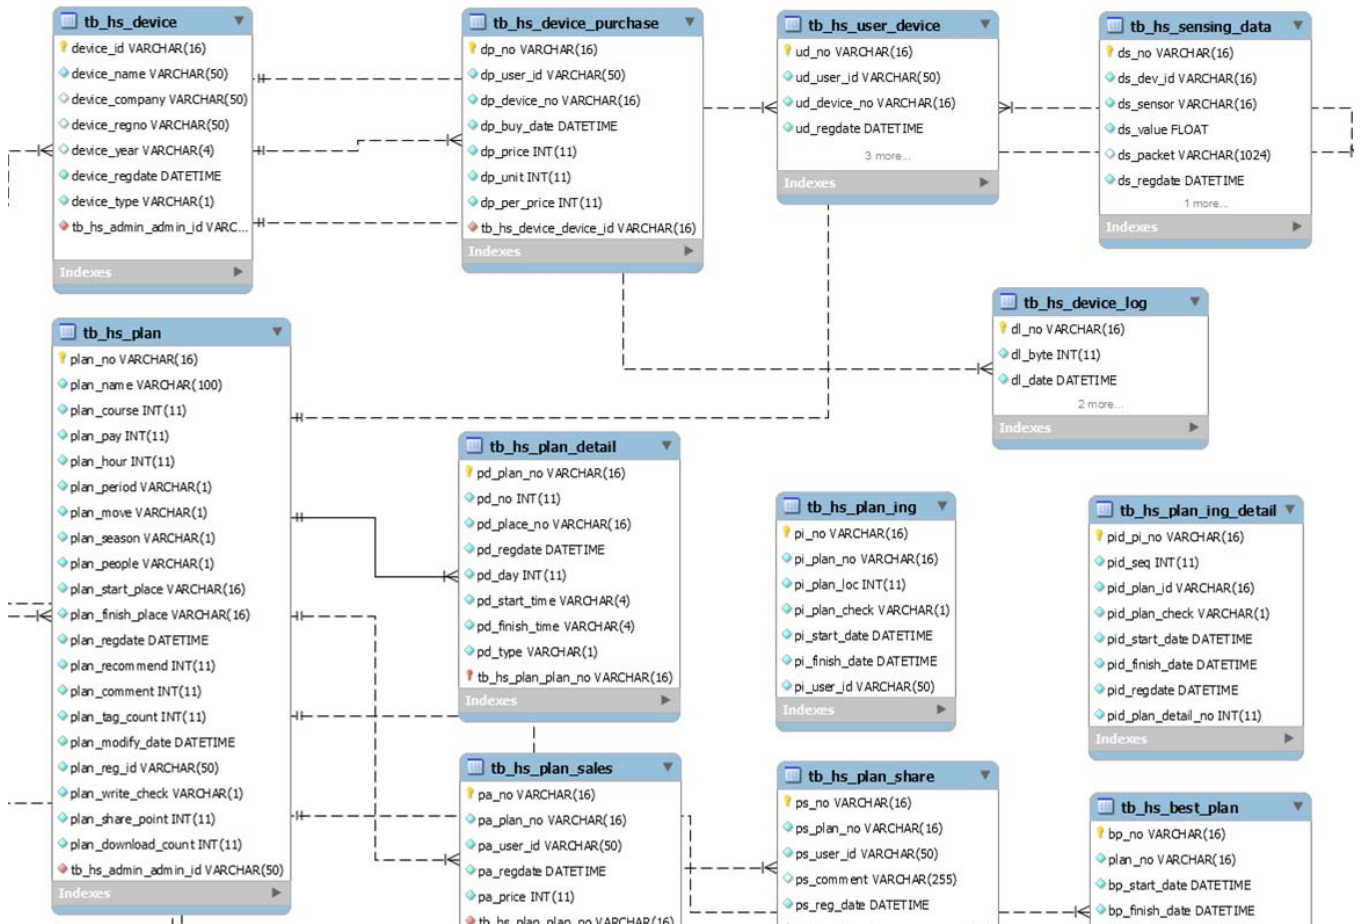 tb_hs_device
device_id VARCHAR(16)
device_name VARCHAR(50)
device_company VARCHAR(50)
device_regno VARCHAR(50)
device_year VARCHAR(4)
device_regdate DATETIME
device_type VARCHAR(1)
tb_hs_admin_admin_id VARC...
Indexes
tb_hs_device_purchase
dp_no VARCHAR(16)
dp_user_id VARCHAR(50)
dp_device_no VARCHAR(16)
dp_buy_date DATETIME
dp_price INT(11)
dp_unit INT(11)
dp_per_price INT(11)
tb_hs_device_device_id VARCHAR(16)
Indexes
tb_hs_user_device
ud_no VARCHAR(16)
ud_user_id VARCHAR(50)
ud_device_no VARCHAR(16)
ud_regdate DATETIME
3 more...
Indexes
tb_hs_sensing_data
ds_no VARCHAR(16)
ds_dev_id VARCHAR(16)
ds_sensor VARCHAR(16)
ds_value FLOAT
ds_packet VARCHAR(1024)
ds_regdate DATETIME
1 more...
Indexes
tb_hs_device_log
dl_no VARCHAR(16)
dl_byte INT(11)
dl_date DATETIME
2 more...
Indexes
tb_hs_plan
plan_no VARCHAR(16)
plan_name VARCHAR(100)
plan_course INT(11)
plan_pay INT(11)
plan_hour INT(11)
plan_period VARCHAR(1)
plan_move VARCHAR(1)
plan_season VARCHAR(1)
plan_people VARCHAR(1)
plan_start_place VARCHAR(16)
plan_finish_place VARCHAR(16)
plan_regdate DATETIME
plan_recommend INT(11)
plan_comment INT(11)
plan_tag_count INT(11)
plan_modify_date DATETIME
plan_reg_id VARCHAR(50)
plan_write_check VARCHAR(1)
plan_share_point INT(11)
plan_download_count INT(11)
tb_hs_admin_admin_id VARCHAR(50)
Indexes
tb_hs_plan_detail
pd_plan_no VARCHAR(16)
pd_no INT(11)
pd_place_no VARCHAR(16)
pd_regdate DATETIME
pd_day INT(11)
pd_start_time VARCHAR(4)
pd_finish_time VARCHAR(4)
pd_type VARCHAR(1)
tb_hs_plan_plan_no VARCHAR(16)
Indexes
tb_hs_plan_ing
pi_no VARCHAR(16)
pi_plan_no VARCHAR(16)
pi_plan_loc INT(11)
pi_plan_check VARCHAR(1)
pi_start_date DATETIME
pi_finish_date DATETIME
pi_user_id VARCHAR(50)
Indexes
tb_hs_plan_ing_detail
pid_pi_no VARCHAR(16)
pid_seq INT(11)
pid_plan_id VARCHAR(16)
pid_plan_check VARCHAR(1)
pid_start_date DATETIME
pid_finish_date DATETIME
pid_regdate DATETIME
pid_plan_detail_no INT(11)
Indexes
tb_hs_plan_sales
pa_no VARCHAR(16)
pa_plan_no VARCHAR(16)
pa_user_id VARCHAR(50)
pa_regdate DATETIME
pa_price INT(11)
tb_hs_plan_plan_no VARCHAR(16)
tb_hs_plan_share
ps_no VARCHAR(16)
ps_plan_no VARCHAR(16)
ps_user_id VARCHAR(50)
ps_comment VARCHAR(255)
ps_reg_date DATETIME
tb_hs_best_plan
bp_no VARCHAR(16)
plan_no VARCHAR(16)
bp_start_date DATETIME
bp_finish_date DATETIME